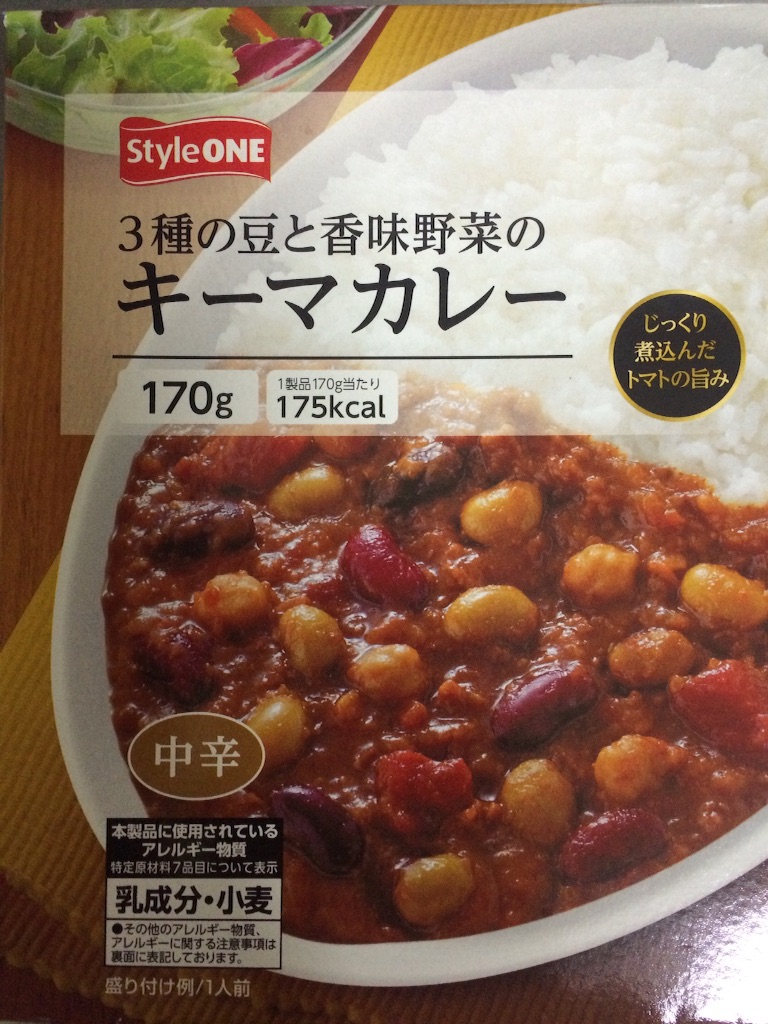 StyleONE
3種の豆と香味野菜の
キーマカレー
じっくり
煮込んだ
トマトの旨み
170g
1製品170g当たり
175kcal
中辛
本製品に使用されている
アレルギー物質
特定原材料7品目について表示
乳成分・小麦
●その他のアレルギー物質、
アレルギーに関する注意事項は
裏面に表記しております。
盛り付け例/1人前